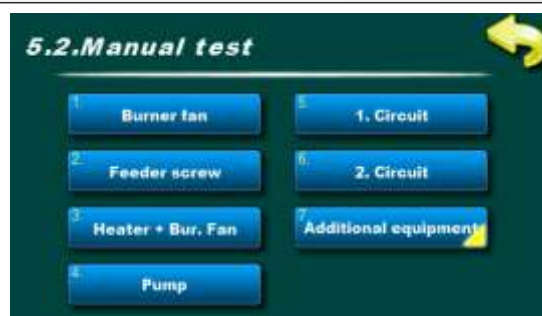 5.2.Manual test
1. Burner fan
2. Feeder screw
3 Heater + Bur. Fan
4. Pump
5. 1. Circuit
6. 2. Circuit
7 Additional equipment